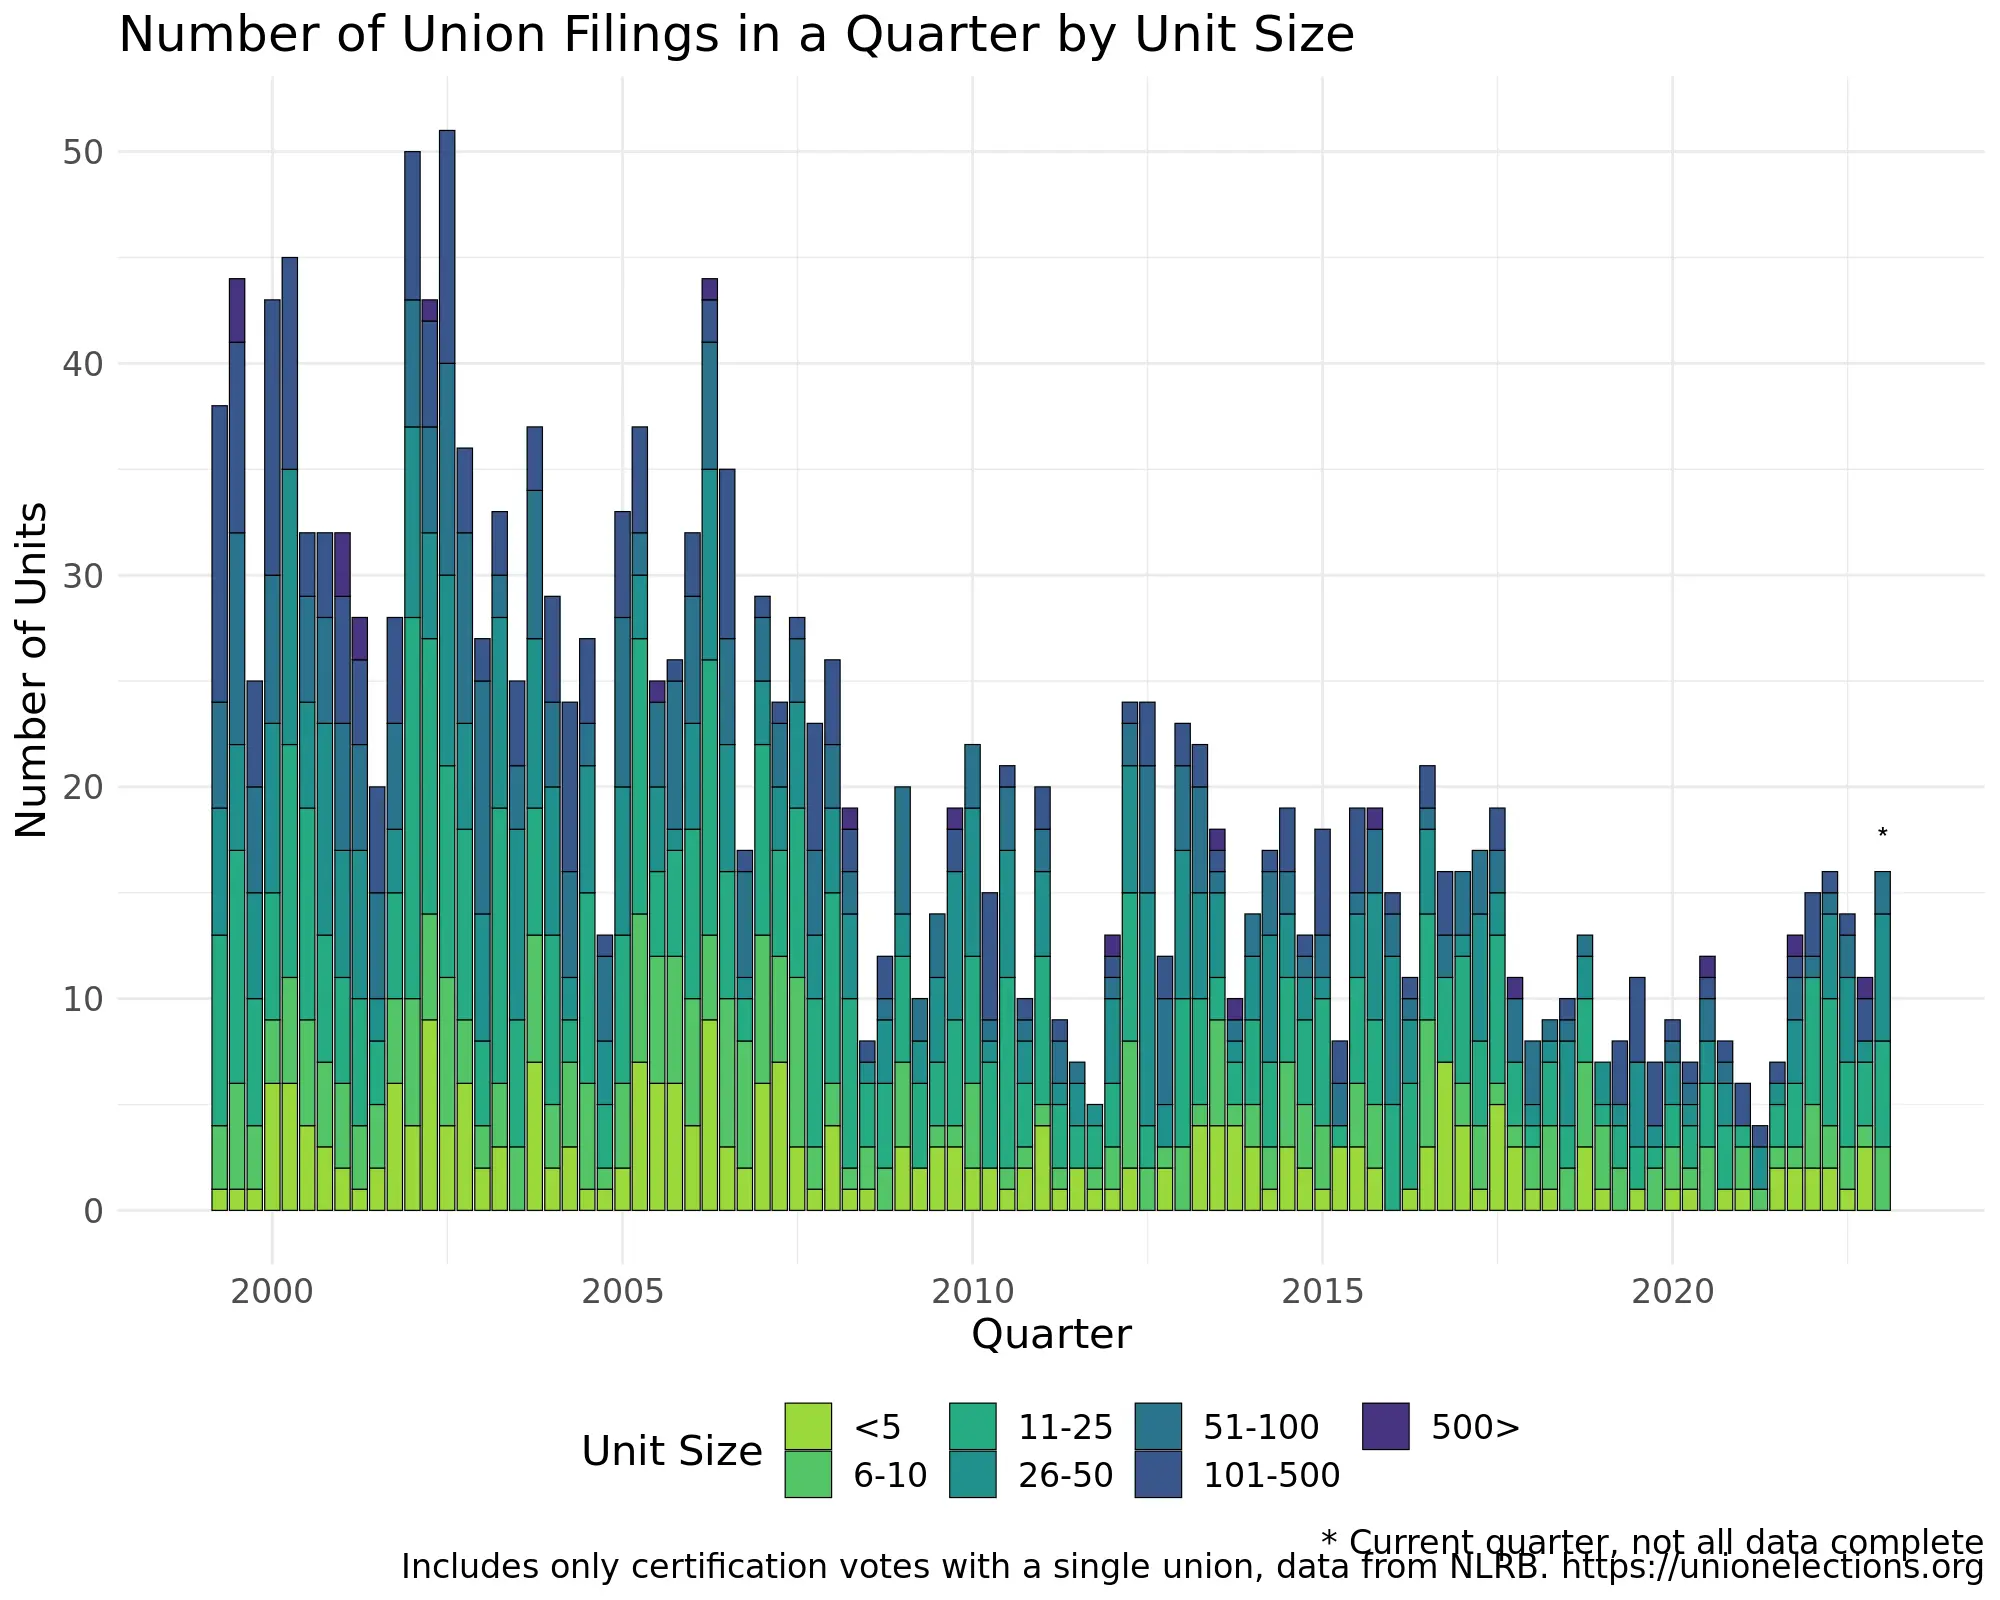 Number of Union Filings in a Quarter by Unit Size
Number of Units
50
40
30
20
10
0
*
2000 2005 2010 2015 2020
Quarter
Unit Size
<5 11-25 51-100 500>
6-10 26-50 101-500
* Current quarter, not all data complete
Includes only certification votes with a single union, data from NLRB. https://unionelections.org